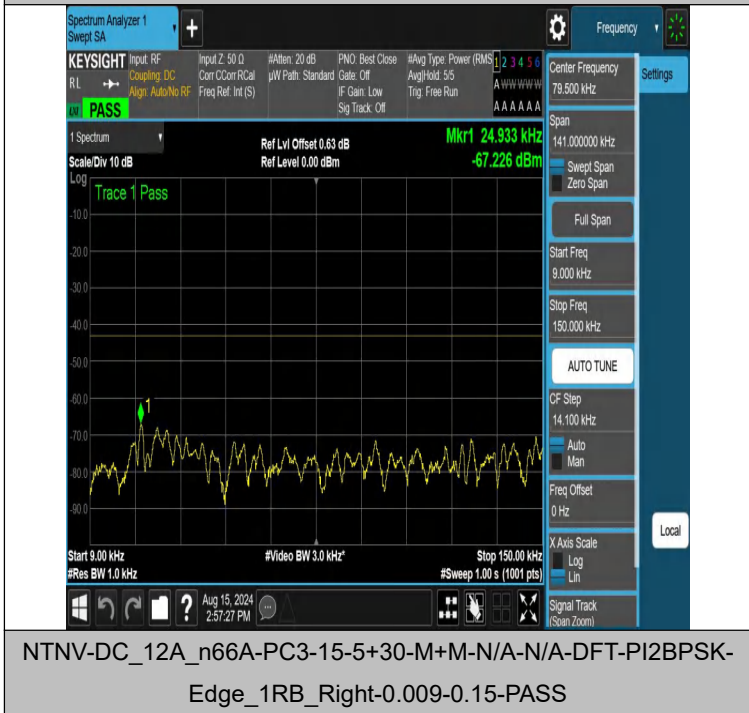 Spectrum Analyzer 1
Swept SA
+
Frequency
KEYSIGHT
RL
PASS
Input: RF
Coupling: DC
Align: Auto/No RF
Input Z: 50 Ω
Corr CCorr RCal
Freq Ref: Int (S)
#Atten: 20 dB
µW Path: Standard
PNO: Best Close
Gate: Off
IF Gain: Low
Sig Track: Off
#Avg Type: Power (RMS
Avg|Hold: 5/5
Trig: Free Run
1 2 3 4 5 6
A W W W W W
A A A A A A
1 Spectrum
Scale/Div 10 dB
Log
Ref Lvl Offset 0.63 dB
Ref Level 0.00 dBm
Mkr1 24.933 kHz
-67.226 dBm
Trace 1 Pass
-10.0
-20.0
-30.0
-40.0
-50.0
-60.0
-70.0
-80.0
-90.0
1
Start 9.00 kHz
#Res BW 1.0 kHz
#Video BW 3.0 kHz*
Stop 150.00 kHz
#Sweep 1.00 s (1001 pts)
?
Aug 15, 2024
2:57:27 PM
Center Frequency
79.500 kHz
Span
141.000000 kHz
Swept Span
Zero Span
Full Span
Start Freq
9.000 kHz
Stop Freq
150.000 kHz
AUTO TUNE
CF Step
14.100 kHz
Auto
Man
Freq Offset
0 Hz
X Axis Scale
Log
Lin
Signal Track
(Span Zoom)
Settings
Local
NTNV-DC_12A_n66A-PC3-15-5+30-M+M-N/A-N/A-DFT-PI2BPSK-
Edge_1RB_Right-0.009-0.15-PASS